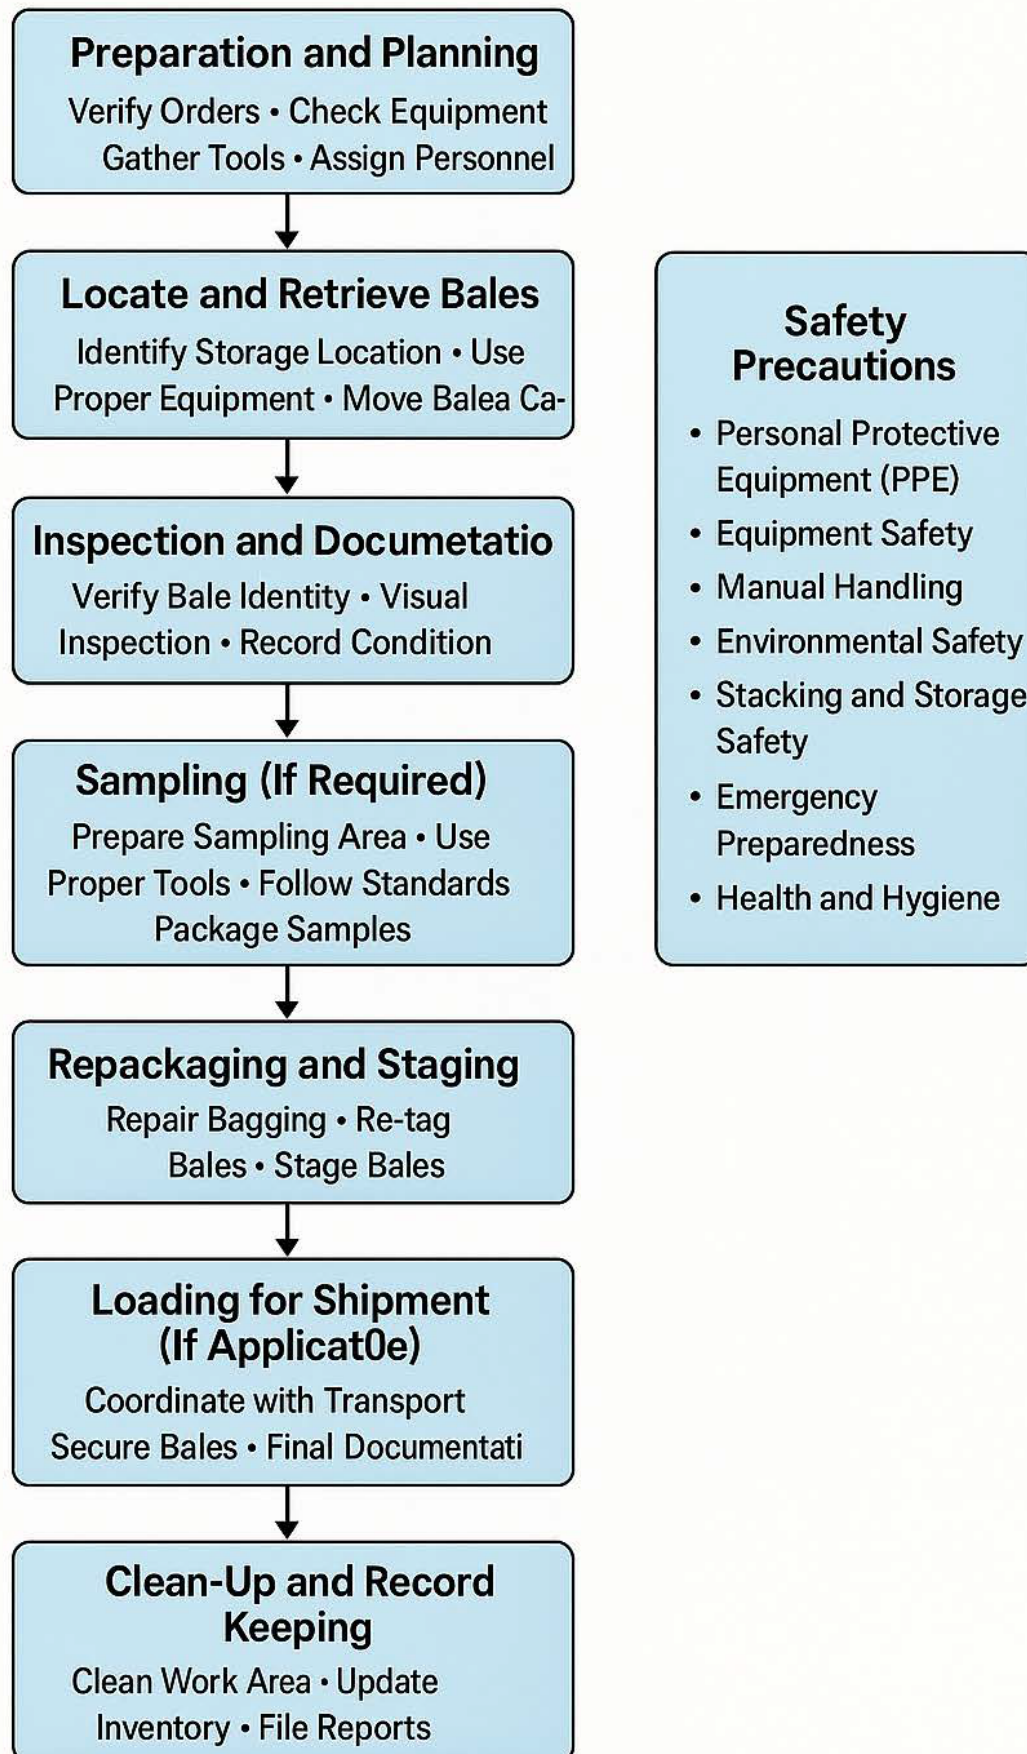 Preparation and Planning
Verify Orders • Check Equipment
Gather Tools • Assign Personnel
Locate and Retrieve Bales
Identify Storage Location • Use
Proper Equipment • Move Balea Ca-
Inspection and Documetatio
Verify Bale Identity • Visual
Inspection • Record Condition
Sampling (If Required)
Prepare Sampling Area • Use
Proper Tools • Follow Standards
Package Samples
Repackaging and Staging
Repair Bagging • Re-tag
Bales • Stage Bales
Loading for Shipment
(If Applicat0e)
Coordinate with Transport
Secure Bales • Final Documentati
Clean-Up and Record
Keeping
Clean Work Area • Update
Inventory • File Reports
Safety
Precautions
• Personal Protective
Equipment (PPE)
• Equipment Safety
• Manual Handling
• Environmental Safety
• Stacking and Storage
Safety
• Emergency
Preparedness
• Health and Hygiene